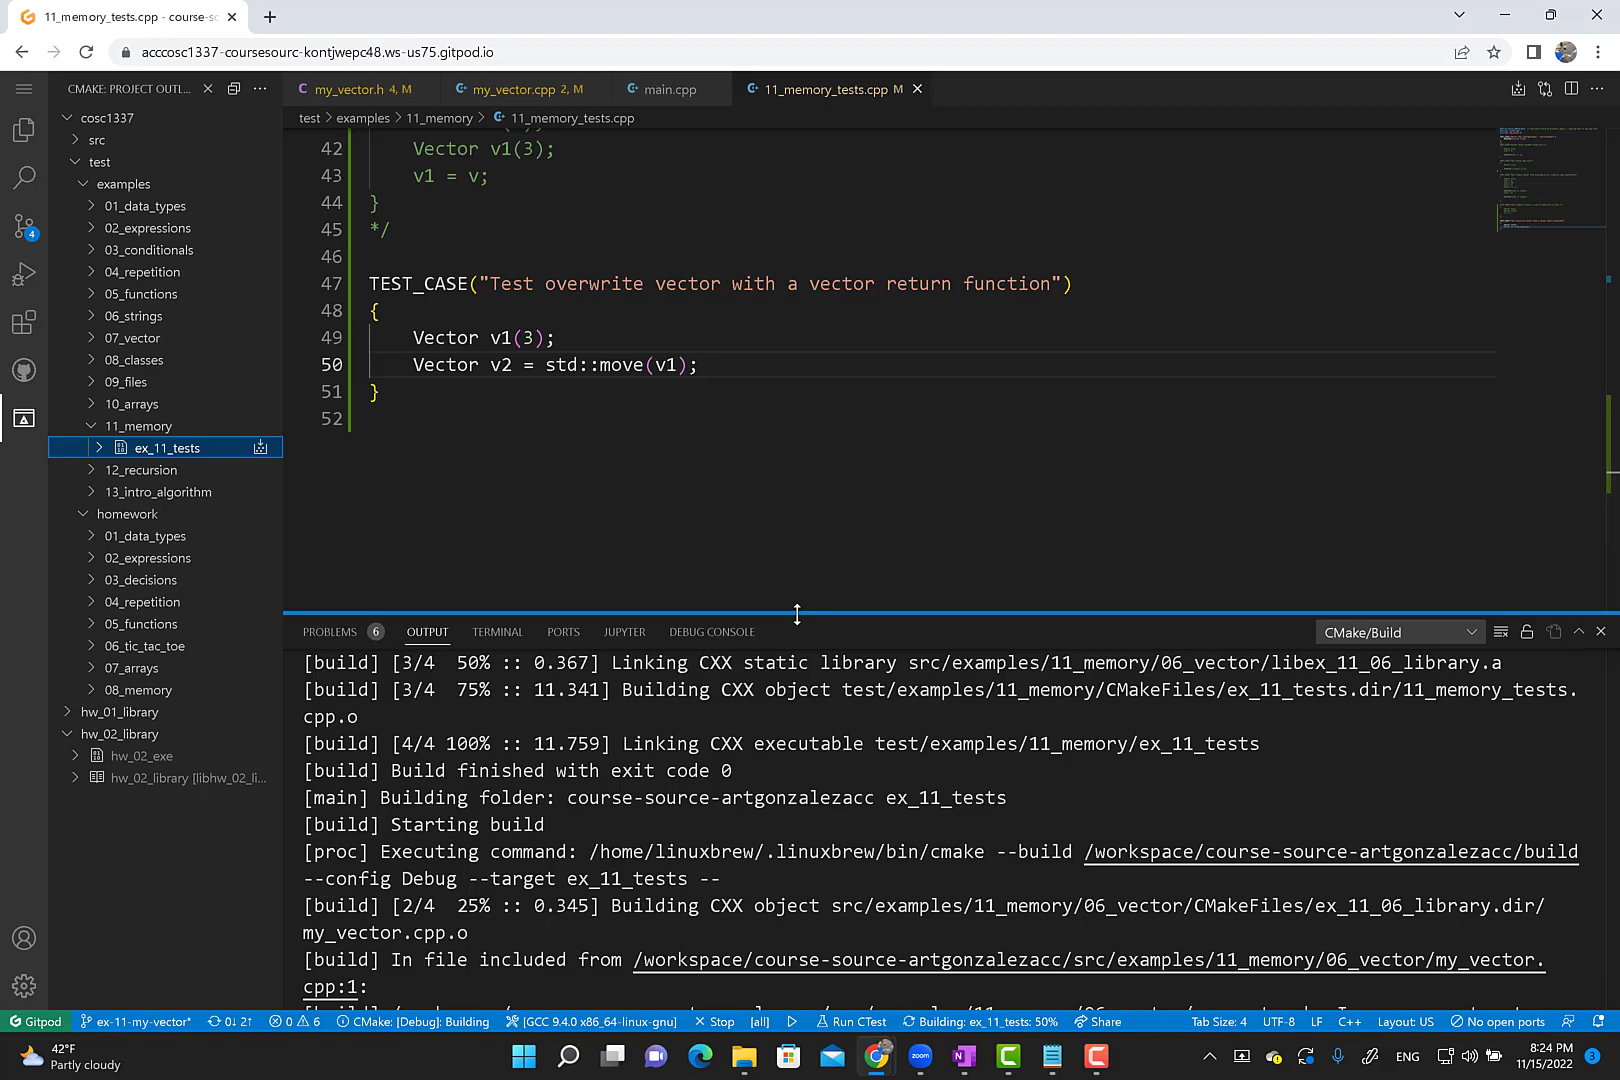 11_memory_tests.cpp - course-so
acccosc1337-coursesourc-kontjwepc48.ws-us75.gitpod.io
CMAKE: PROJECT OUTL...
my_vector.h 4, M
my_vector.cpp 2, M
main.cpp
11_memory_tests.cpp M
test > examples > 11_memory > 11_memory_tests.cpp
cosc1337
src
test
examples
01_data_types
02_expressions
03_conditionals
04_repetition
05_functions
06_strings
07_vector
08_classes
09_files
10_arrays
11_memory
ex_11_tests
12_recursion
13_intro_algorithm
homework
01_data_types
02_expressions
03_decisions
04_repetition
05_functions
06_tic_tac_toe
07_arrays
08_memory
hw_01_library
hw_02_library
hw_02_exe
hw_02_library [libhw_02_li...
4
42 Vector v1(3);
43 v1 = v;
44 }
45 */
46
47 TEST_CASE("Test overwrite vector with a vector return function")
48 {
49 Vector v1(3);
50 Vector v2 = std::move(v1);
51 }
52
PROBLEMS 6 OUTPUT TERMINAL PORTS JUPYTER DEBUG CONSOLE
CMake/Build
[build] [3/4 50% :: 0.367] Linking CXX static library src/examples/11_memory/06_vector/libex_11_06_library.a
[build] [3/4 75% :: 11.341] Building CXX object test/examples/11_memory/CMakeFiles/ex_11_tests.dir/11_memory_tests.
cpp.o
[build] [4/4 100% :: 11.759] Linking CXX executable test/examples/11_memory/ex_11_tests
[build] Build finished with exit code 0
[main] Building folder: course-source-artgonzalezacc ex_11_tests
[build] Starting build
[proc] Executing command: /home/linuxbrew/.linuxbrew/bin/cmake --build /workspace/course-source-artgonzalezacc/build
--config Debug --target ex_11_tests --
[build] [2/4 25% :: 0.345] Building CXX object src/examples/11_memory/06_vector/CMakeFiles/ex_11_06_library.dir/
my_vector.cpp.o
[build] In file included from /workspace/course-source-artgonzalezacc/src/examples/11_memory/06_vector/my_vector.
cpp:1:
Gitpod ex-11-my-vector* 0↓ 2↑ 0 6 CMake: [Debug]: Building [GCC 9.4.0 x86_64-linux-gnu] Stop [all] Run CTest Building: ex_11_tests: 50% Share Tab Size: 4 UTF-8 LF C++ Layout: US No open ports
42°F
Partly cloudy
zoom
ENG
8:24 PM
11/15/2022
3